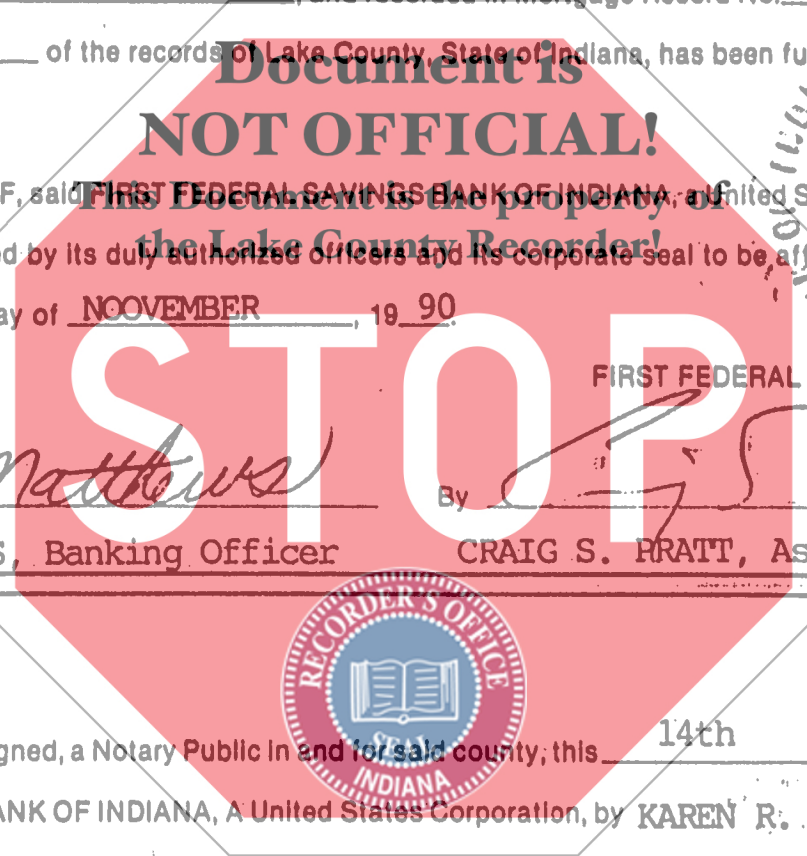 , and recorded in Mortgage Record No.
of the records of Lake County, State of Indiana, has been fu
Document is
NOT OFFICIAL!
F, said FIRST FEDERAL SAVINGS BANK OF INDIANA, a United S
This Document is the property of
the Lake County Recorder!
ed by its duly authorized officers and its corporate seal to be aff
ay of NOOVEMBER, 19 90.
STOP
FIRST FEDERAL
Matthews
By
S, Banking Officer CRAIG S. PRATT, As
RECORDER'S OFFICE
SEAL
INDIANA
gned, a Notary Public in and for said county, this 14th
ANK OF INDIANA, A United States Corporation, by KAREN R.